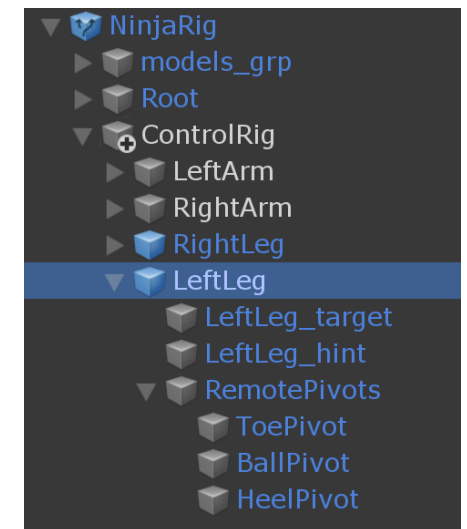 NinjaRig
models_grp
Root
ControlRig
LeftArm
RightArm
RightLeg
LeftLeg
LeftLeg_target
LeftLeg_hint
RemotePivots
ToePivot
BallPivot
HeelPivot